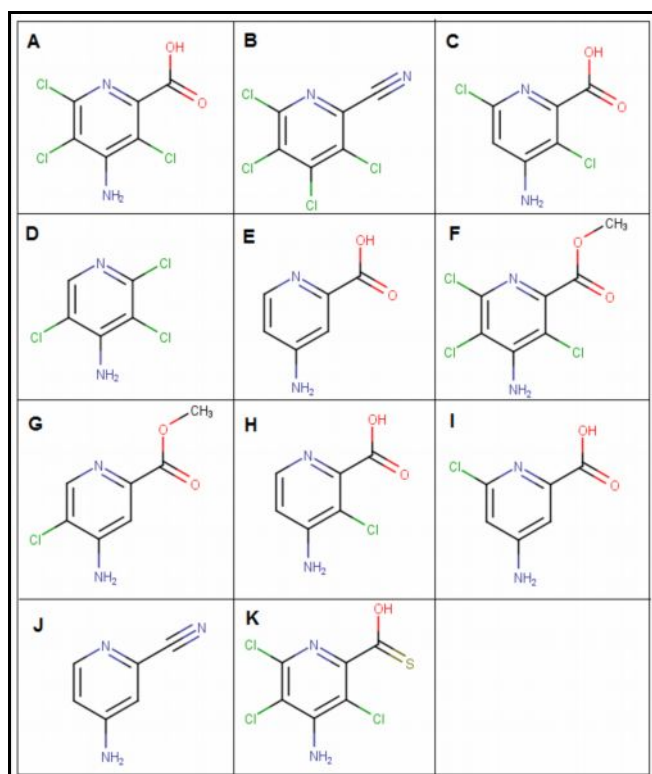 A
OH
Cl N O
Cl Cl
NH₂
B
N
Cl N
Cl Cl
Cl
C
OH
Cl N O
Cl
NH₂
D
N Cl
Cl Cl
NH₂
E
OH
N O
NH₂
F
CH₃
O
Cl N O
Cl Cl
NH₂
G
CH₃
O
N O
Cl
NH₂
H
OH
N O
Cl
NH₂
I
OH
Cl N O
NH₂
J
N
N
NH₂
K
OH
Cl N S
Cl Cl
NH₂